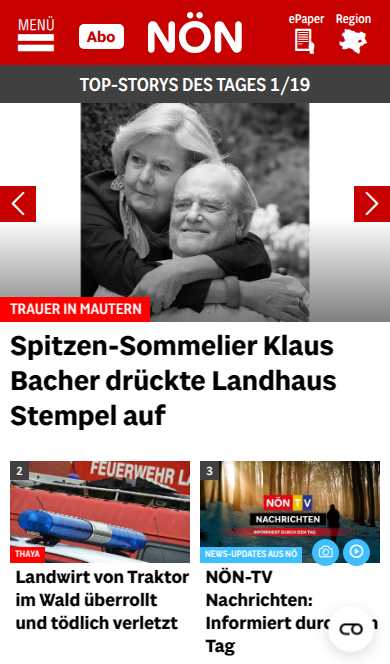 MENÜ
Abo
NÖN
ePaper
Region
TOP-STORYS DES TAGES 1/19
TRAUER IN MAUTERN
Spitzen-Sommelier Klaus
Bacher drückte Landhaus
Stempel auf
2
FEUERWEHR LA
THAYA
Landwirt von Traktor
im Wald überrollt
und tödlich verletzt
3
NÖN TV
NACHRICHTEN
INFORMIERT DURCH DEN TAG
NEWS-UPDATES AUS NÖ
NÖN-TV
Nachrichten:
Informiert durc n
Tag